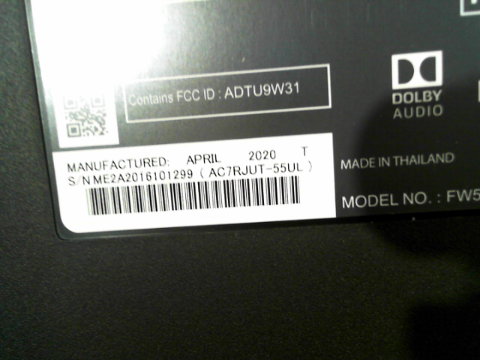 Contains FCC ID : ADTU9W31
DOLBY
AUDIO
MANUFACTURED: APRIL 2020 T
S/N ME2A2016101299 ( AC7RJUT-55UL )
MADE IN THAILAND
MODEL NO. : FW5